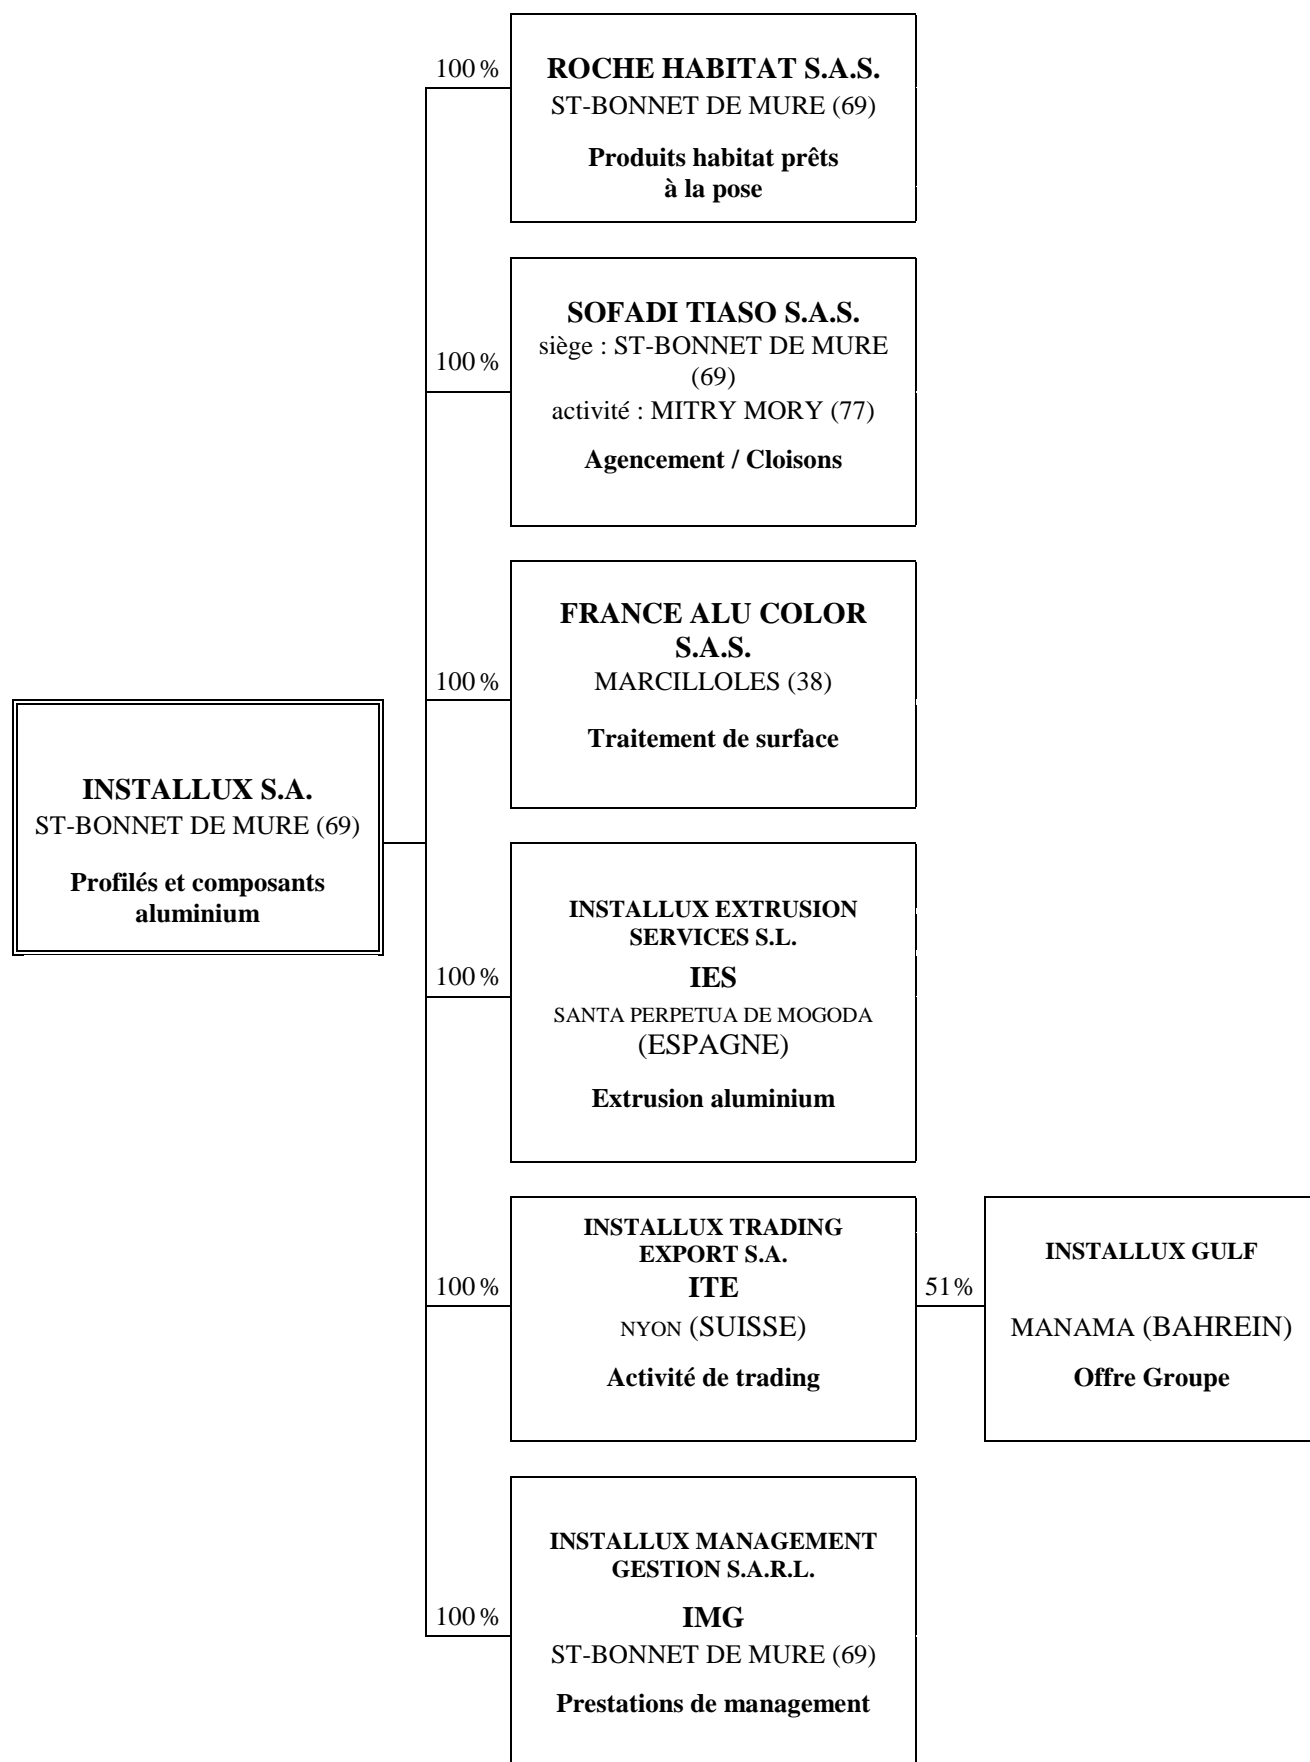 100 %
ROCHE HABITAT S.A.S.
ST-BONNET DE MURE (69)
Produits habitat prêts
à la pose
100 %
SOFADI TIASO S.A.S.
siège : ST-BONNET DE MURE
(69)
activité : MITRY MORY (77)
Agencement / Cloisons
100 %
FRANCE ALU COLOR
S.A.S.
MARCILLOLES (38)
Traitement de surface
INSTALLUX S.A.
ST-BONNET DE MURE (69)
Profilés et composants
aluminium
100 %
INSTALLUX EXTRUSION
SERVICES S.L.
IES
SANTA PERPETUA DE MOGODA
(ESPAGNE)
Extrusion aluminium
100 %
INSTALLUX TRADING
EXPORT S.A.
ITE
NYON (SUISSE)
Activité de trading
51 %
INSTALLUX GULF
MANAMA (BAHREIN)
Offre Groupe
100 %
INSTALLUX MANAGEMENT
GESTION S.A.R.L.
IMG
ST-BONNET DE MURE (69)
Prestations de management